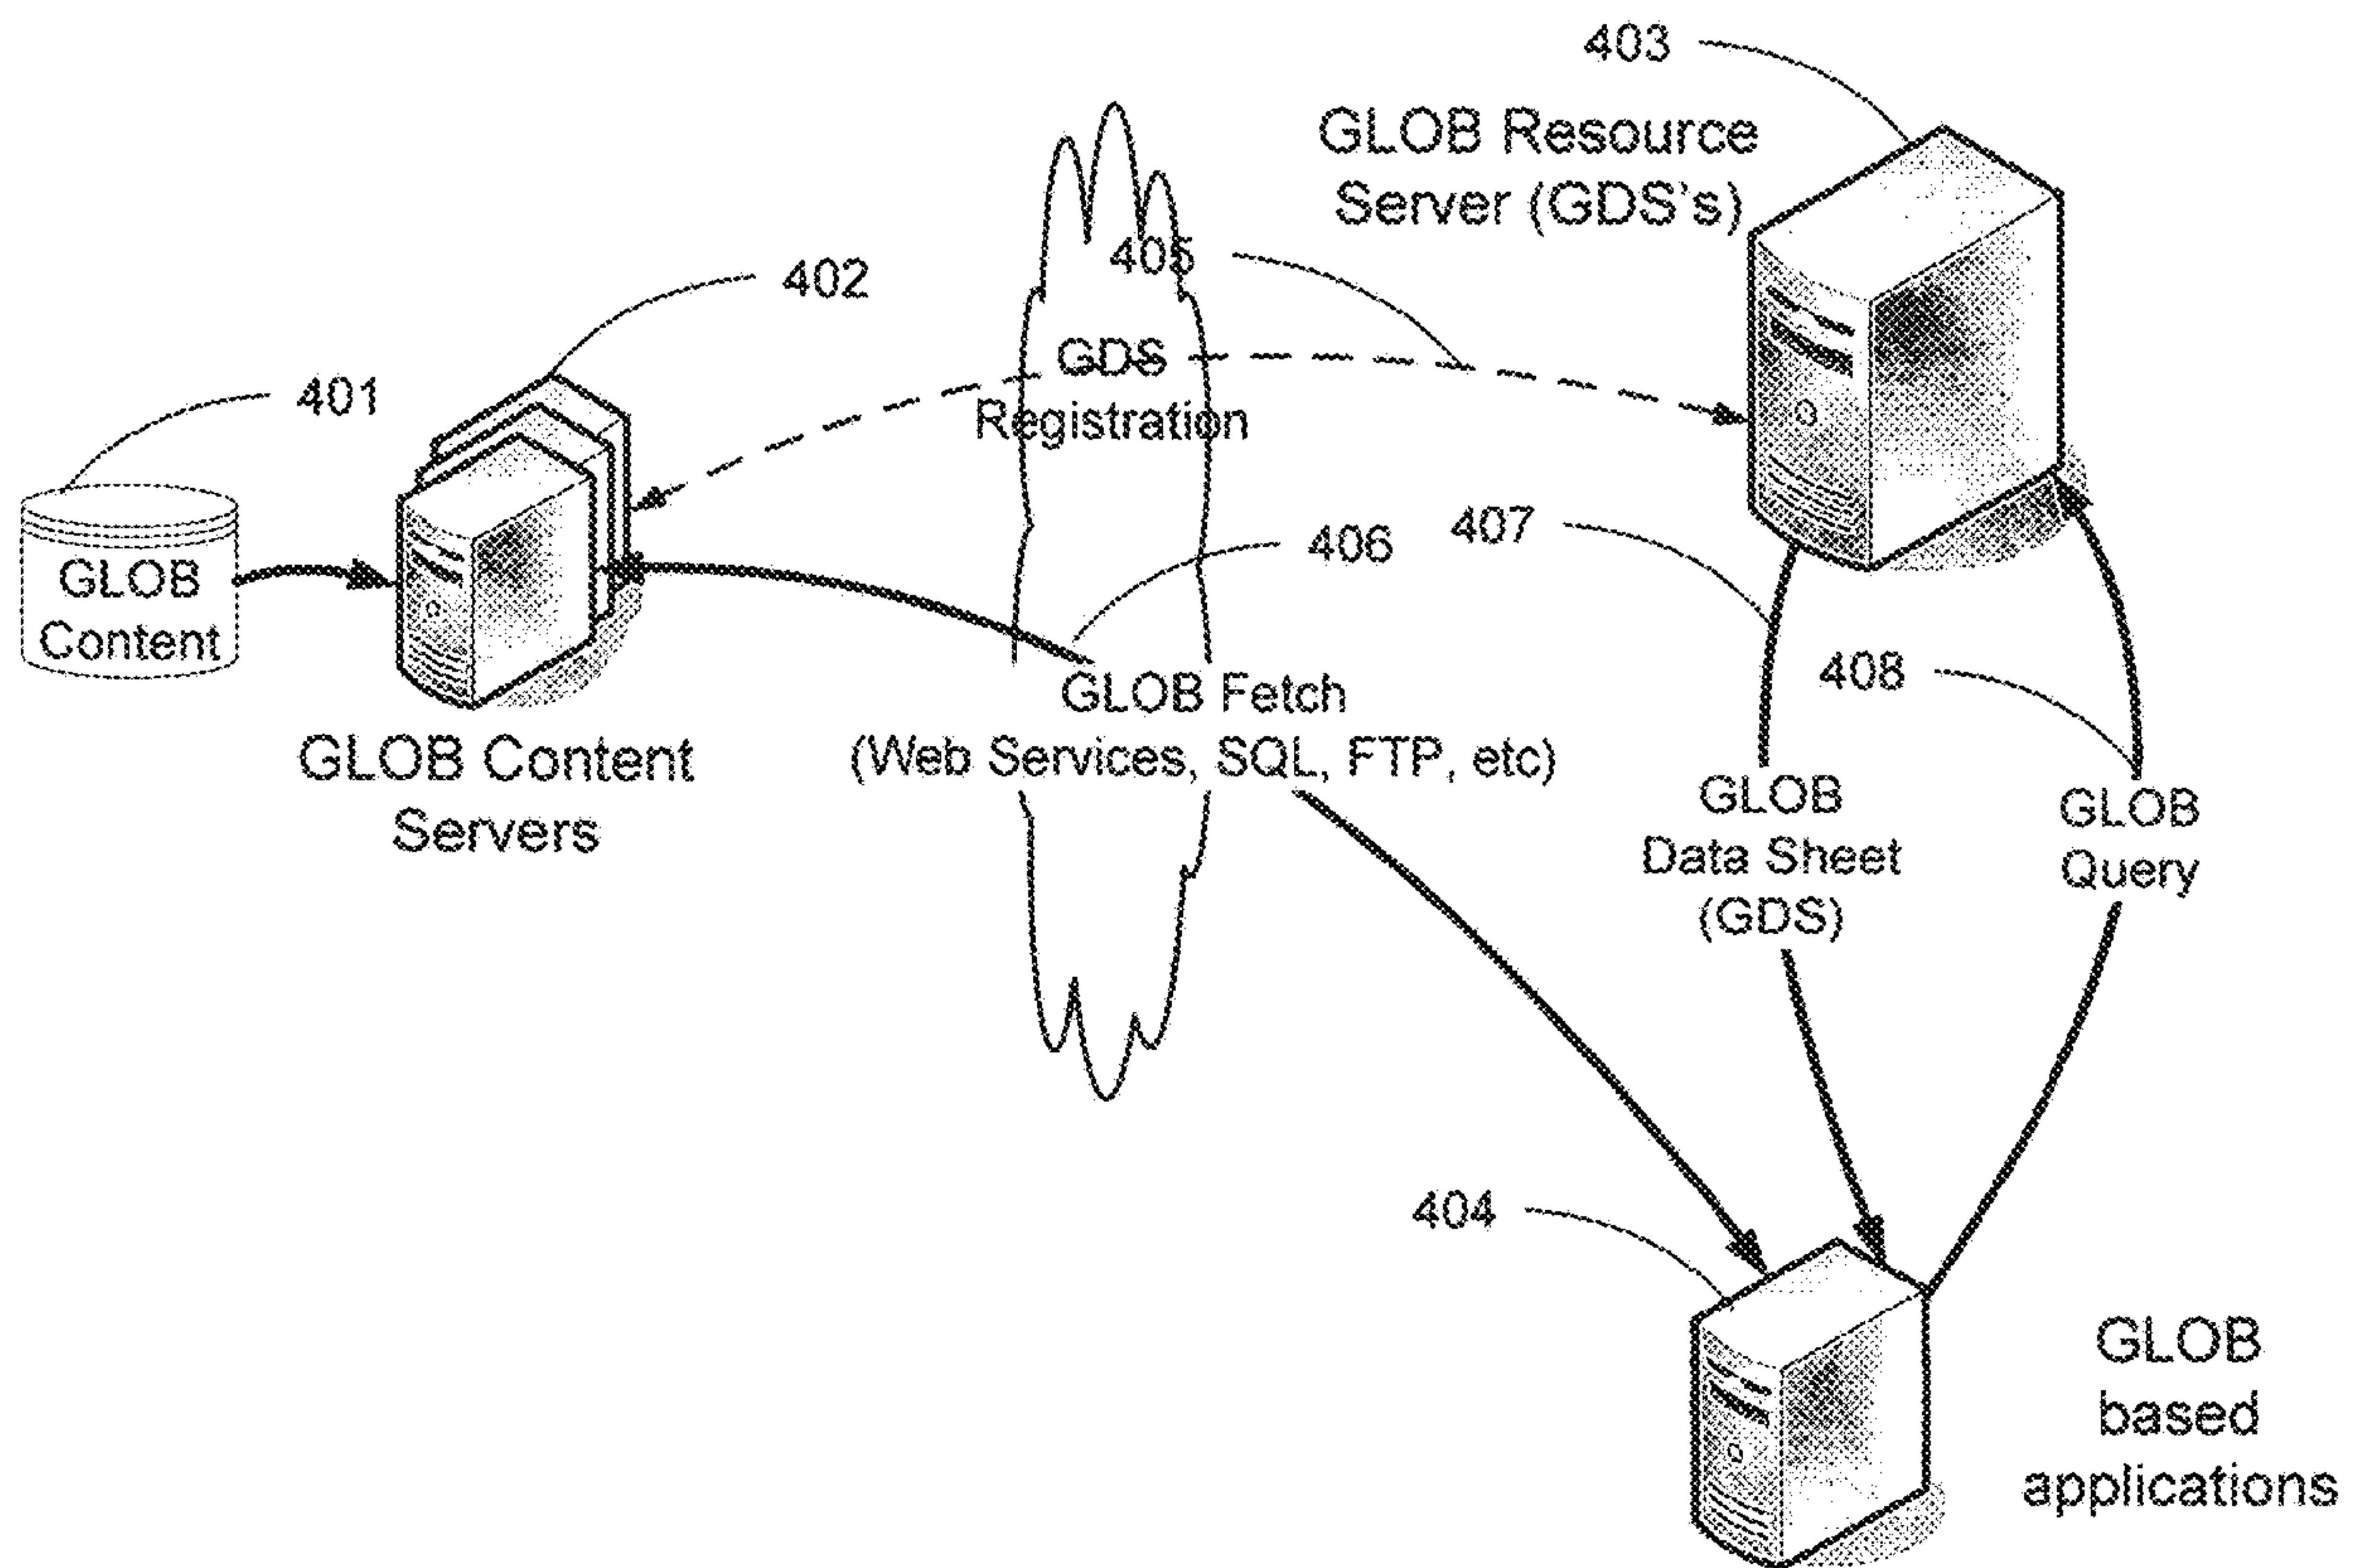 403
GLOB Resource
Server (GDS's)
405
402
GDS
Registration
401
406
407
GLOB
Content
408
GLOB Fetch
(Web Services, SQL, FTP, etc)
GLOB Content
Servers
GLOB
Data Sheet
(GDS)
GLOB
Query
404
GLOB
based
applications